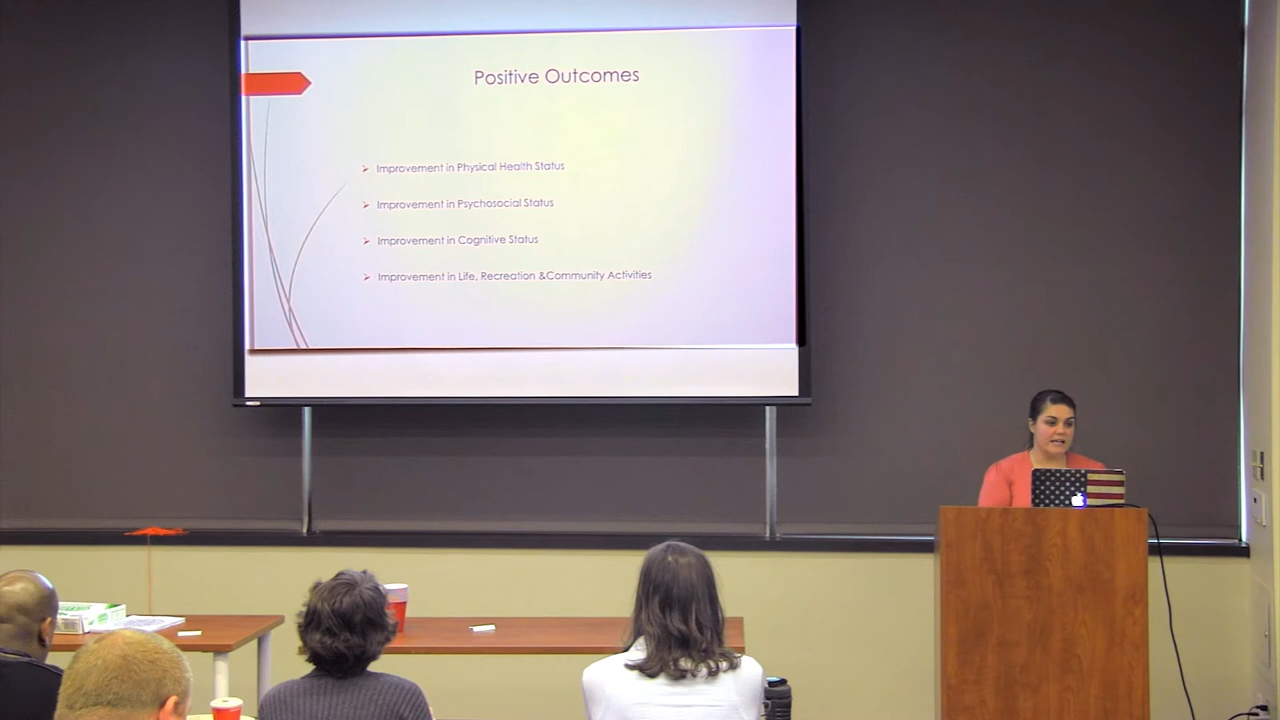 Positive Outcomes
Improvement in Physical Health Status
Improvement in Psychosocial Status
Improvement in Cognitive Status
Improvement in Life, Recreation &Community Activities